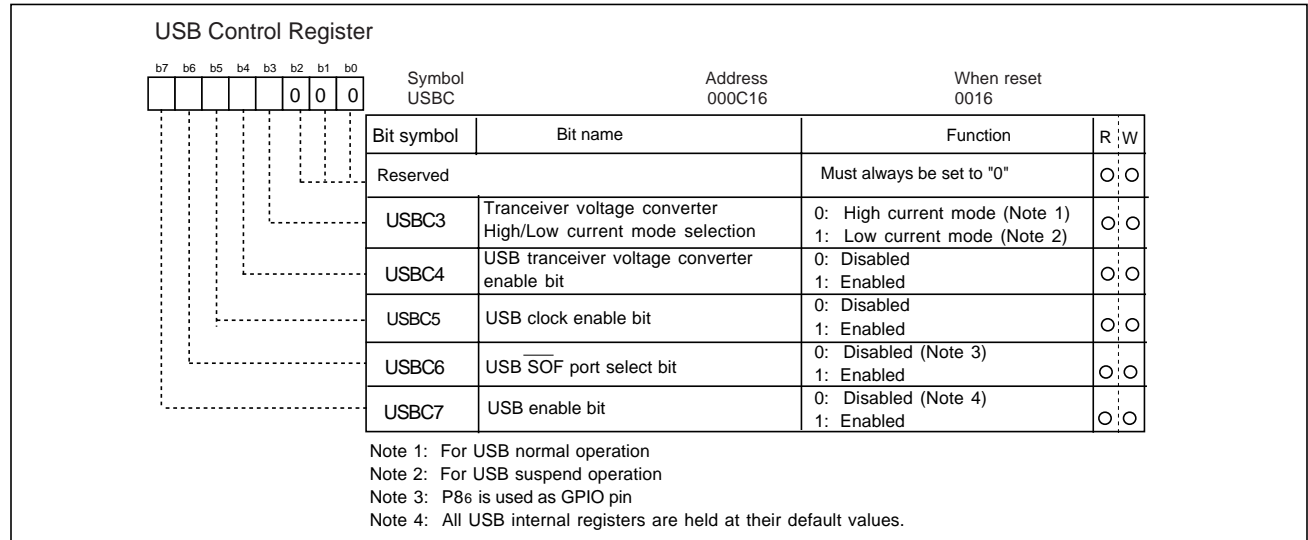 USB Control Register
b7 b6 b5 b4 b3 b2 b1 b0
0 0 0
Symbol Address When reset
USBC 000C16 0016
Bit symbol Bit name Function R W
Reserved Must always be set to "0" O O
USBC3 Tranceiver voltage converter High/Low current mode selection 0: High current mode (Note 1) O O
1: Low current mode (Note 2)
USBC4 USB tranceiver voltage converter enable bit 0: Disabled O O
1: Enabled
USBC5 USB clock enable bit 0: Disabled O O
1: Enabled
USBC6 USB SOF port select bit 0: Disabled (Note 3) O O
1: Enabled
USBC7 USB enable bit 0: Disabled (Note 4) O O
1: Enabled
Note 1: For USB normal operation
Note 2: For USB suspend operation
Note 3: P86 is used as GPIO pin
Note 4: All USB internal registers are held at their default values.